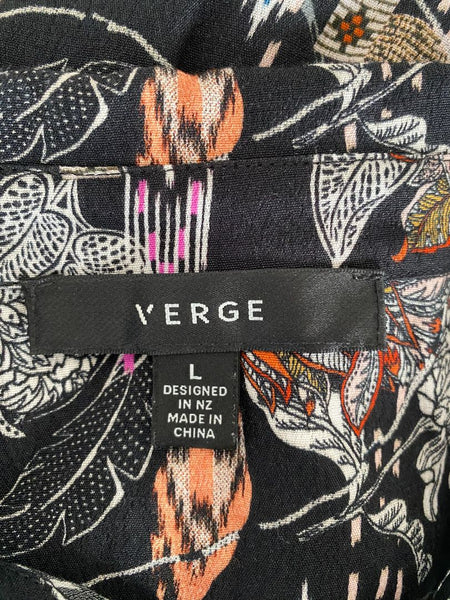 VERGE
L
DESIGNED
IN NZ
MADE IN
CHINA